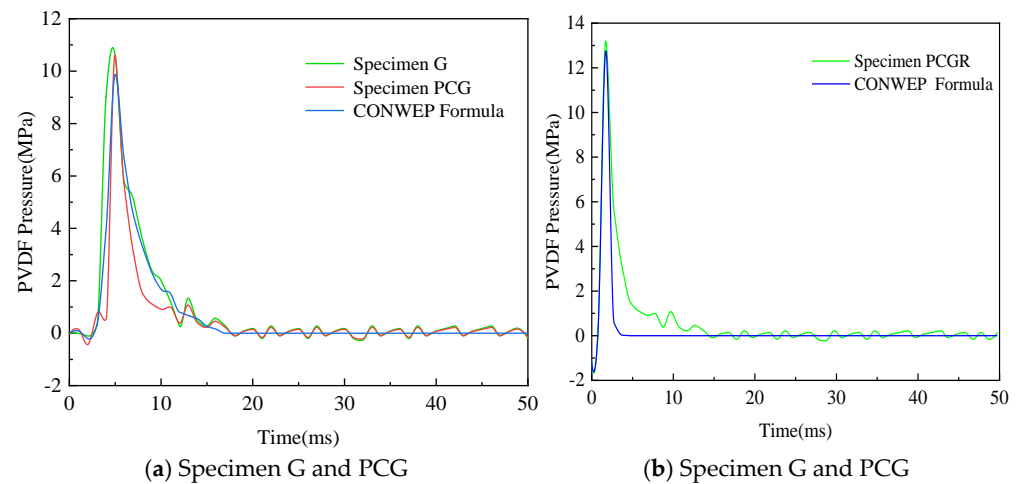 12
10
8
6
4
2
0
-2
PVDF Pressure(MPa)
Specimen G
Specimen PCG
CONWEP Formula
0 10 20 30 40 50
Time(ms)
(a) Specimen G and PCG
14
12
10
8
6
4
2
0
-2
PVDF Pressure(MPa)
Specimen PCGR
CONWEP Formula
0 10 20 30 40 50
Time(ms)
(b) Specimen G and PCG